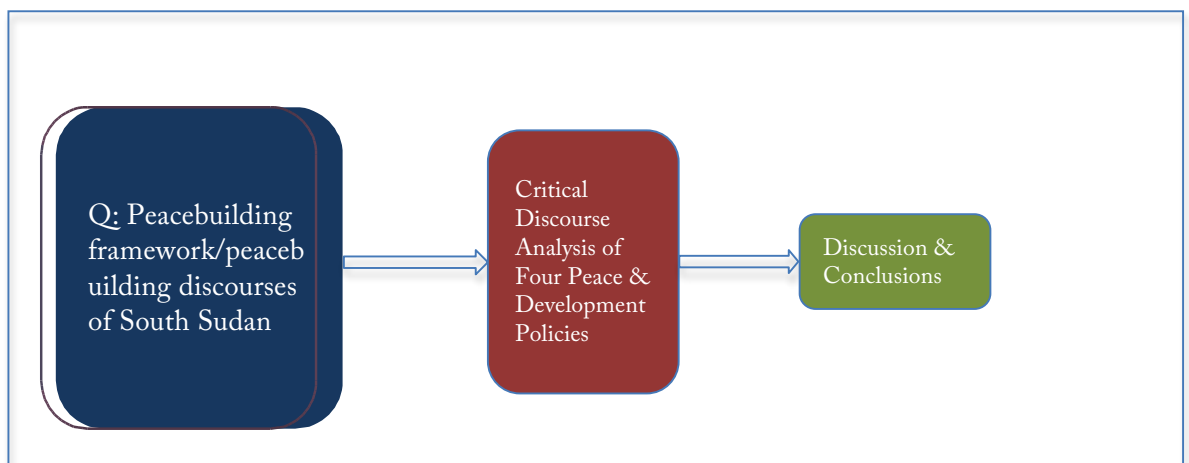 Q: Peacebuilding
framework/peaceb
uilding discourses
of South Sudan
Critical
Discourse
Analysis of
Four Peace &
Development
Policies
Discussion &
Conclusions